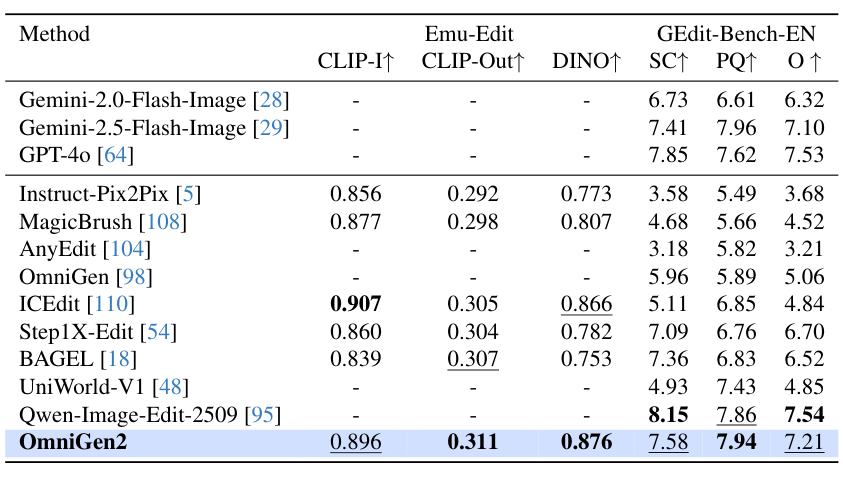 Method Emu-Edit GEdit-Bench-EN
CLIP-I↑ CLIP-Out↑ DINO↑ SC↑ PQ↑ O ↑
Gemini-2.0-Flash-Image [28] - - - 6.73 6.61 6.32
Gemini-2.5-Flash-Image [29] - - - 7.41 7.96 7.10
GPT-4o [64] - - - 7.85 7.62 7.53
Instruct-Pix2Pix [5] 0.856 0.292 0.773 3.58 5.49 3.68
MagicBrush [108] 0.877 0.298 0.807 4.68 5.66 4.52
AnyEdit [104] - - - 3.18 5.82 3.21
OmniGen [98] - - - 5.96 5.89 5.06
ICEdit [110] 0.907 0.305 0.866 5.11 6.85 4.84
Step1X-Edit [54] 0.860 0.304 0.782 7.09 6.76 6.70
BAGEL [18] 0.839 0.307 0.753 7.36 6.83 6.52
UniWorld-V1 [48] - - - 4.93 7.43 4.85
Qwen-Image-Edit-2509 [95] - - - 8.15 7.86 7.54
OmniGen2 0.896 0.311 0.876 7.58 7.94 7.21